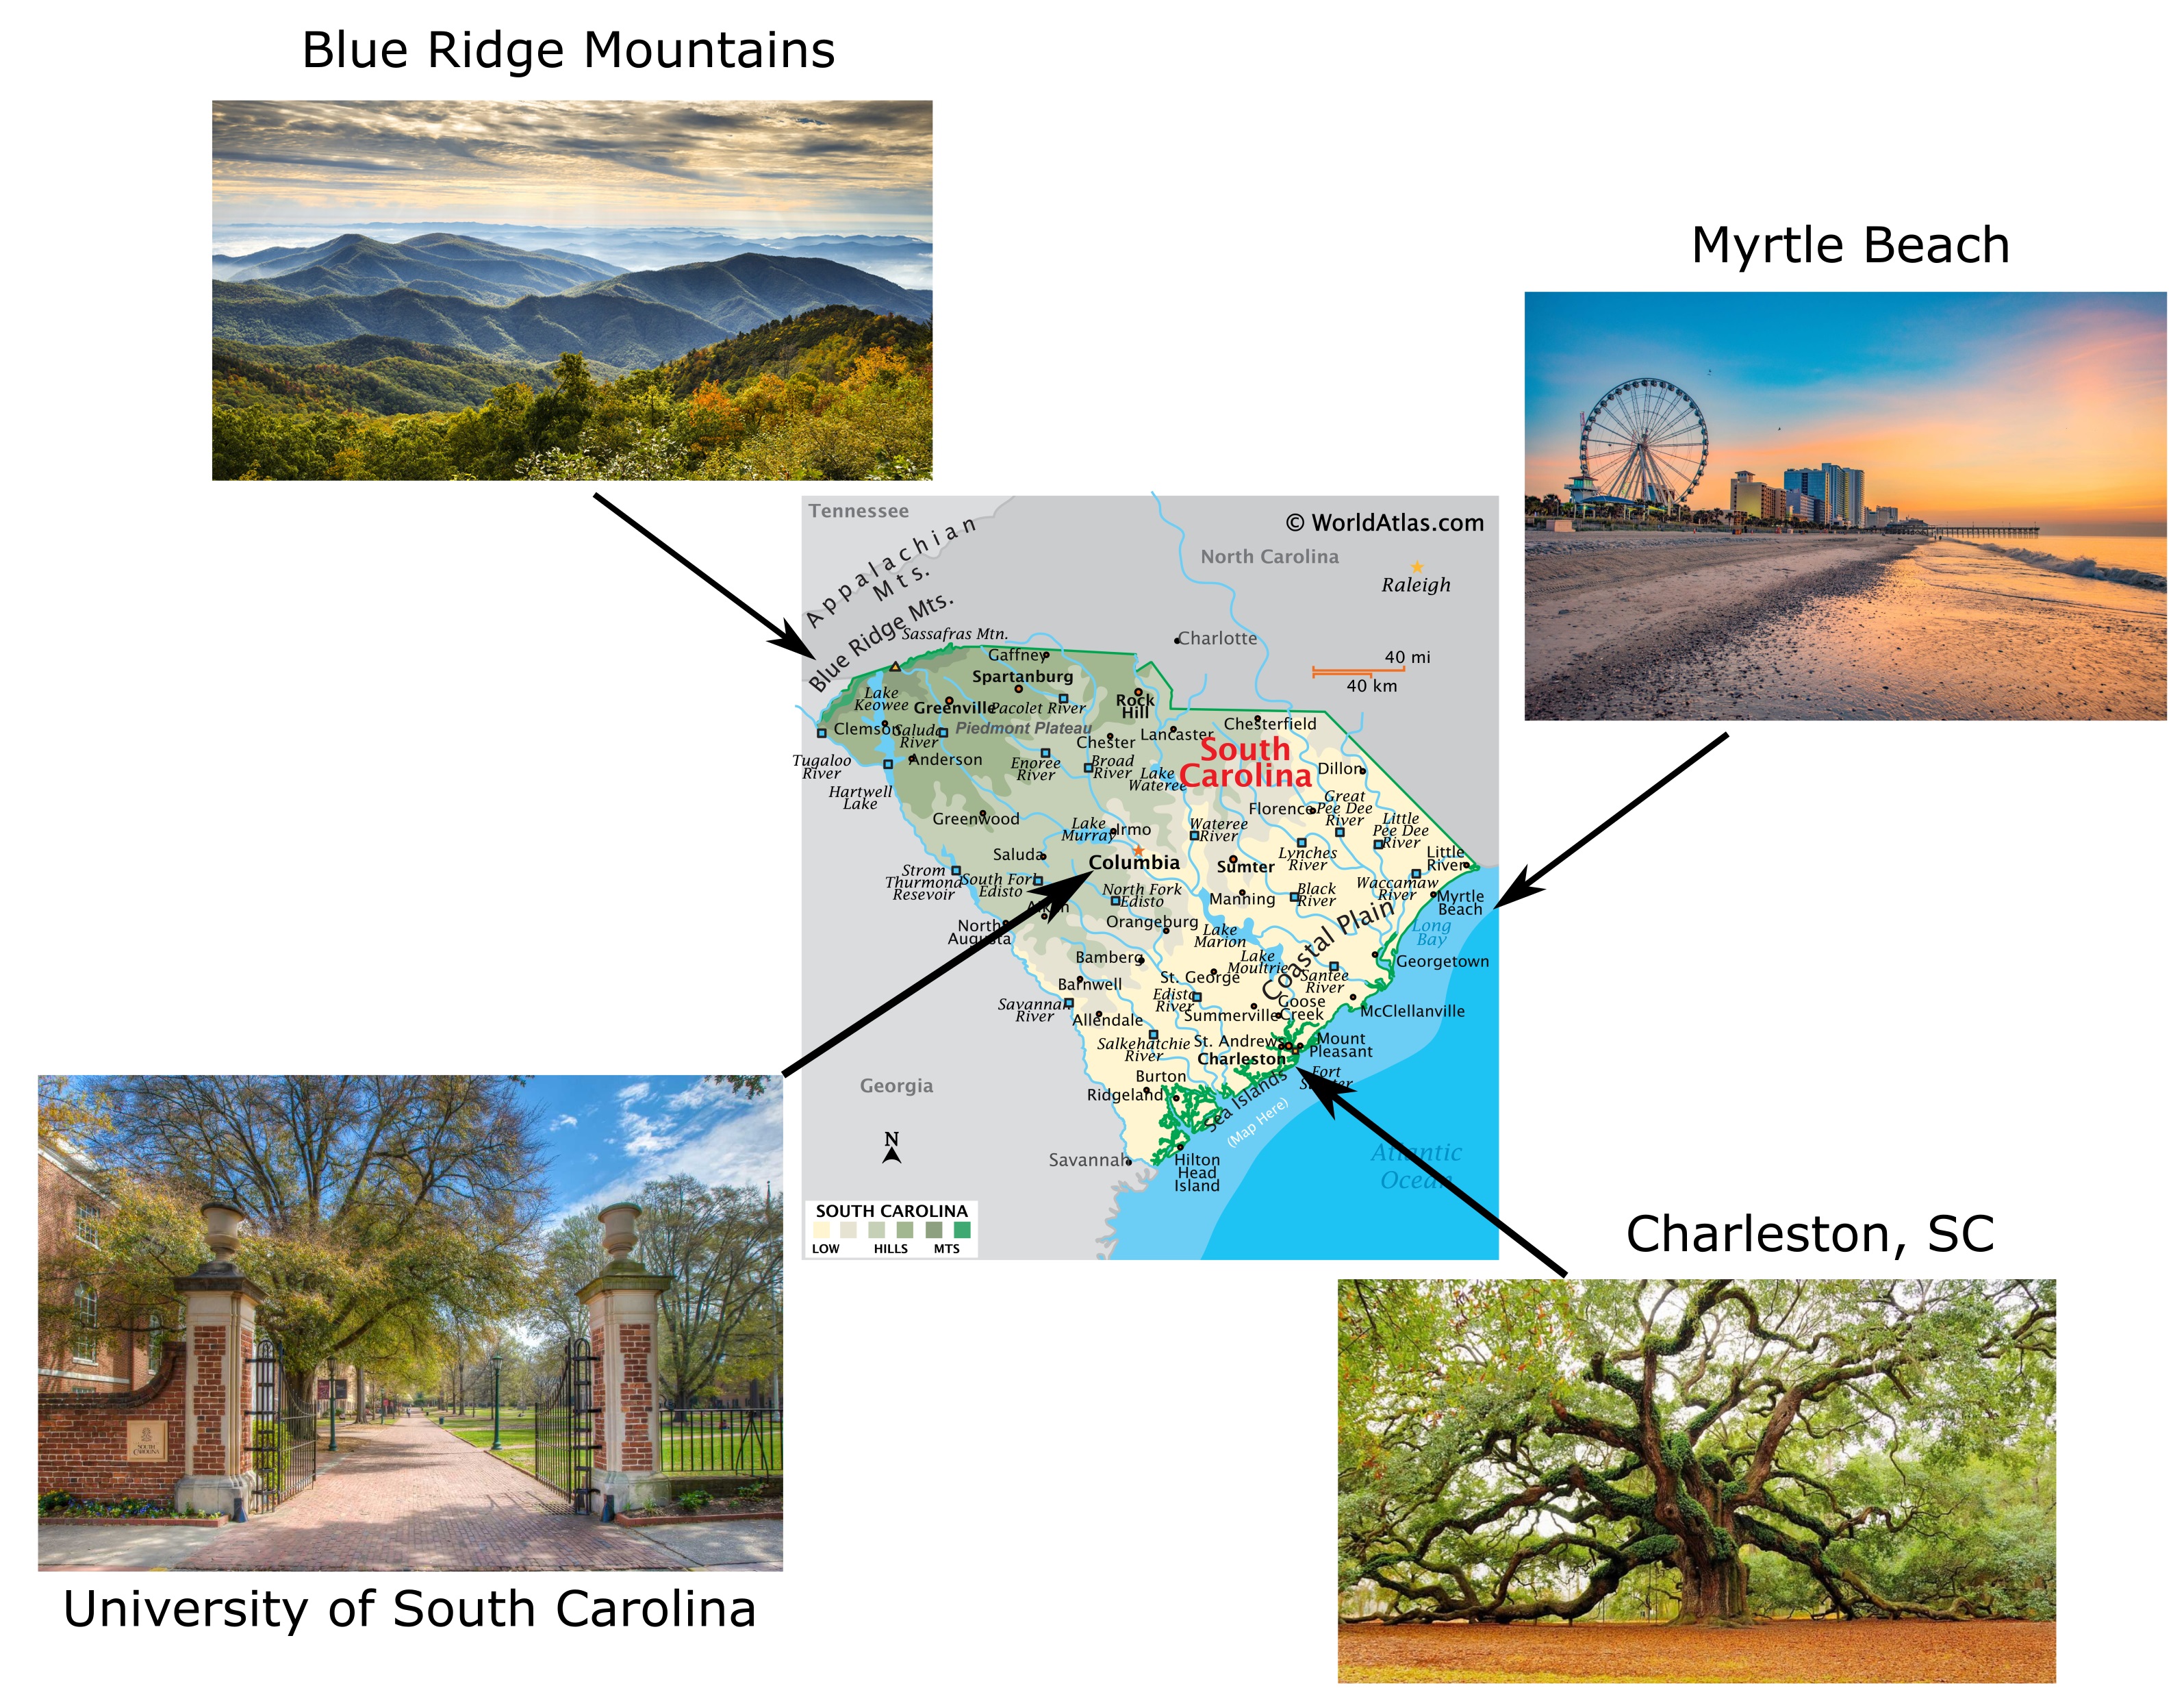 Blue Ridge Mountains
Myrtle Beach
Tennessee
© WorldAtlas.com
Appalachian
Mts.
North Carolina
Raleigh
Blue Ridge Mts.
Sassafras Mtn.
Charlotte
40 mi
40 km
Gaffney
Spartanburg
Lake
Keowee
Greenville
Pacolet River
Rock
Hill
Chesterfield
Clemson
Saluda
River
Piedmont Plateau
Lancaster
Chester
South
Carolina
Tugaloo
River
Anderson
Enoree
River
Broad
River
Lake
Wateree
Dillon
Hartwell
Lake
Greenwood
Florence
Great
Pee Dee
River
Lake
Murray
Irmo
Wateree
River
Little
Pee Dee
River
Saluda
Columbia
Sumter
Lynches
River
Little
River
Strom
Thurmond
Resevoir
South Fork
Edisto
North Fork
Edisto
Manning
Black
River
Waccamaw
River
Myrtle
Beach
Aiken
North
Augusta
Orangeburg
Lake
Marion
Coastal Plain
Long
Bay
Bamberg
St. George
Lake
Moultrie
Santee
River
Georgetown
Barnwell
Savannah
River
Edisto
River
Summerville
Goose
Creek
McClellanville
Allendale
Salkehatchie
River
St. Andrews
Charleston
Mount
Pleasant
Fort
Sumter
Georgia
Burton
Ridgeland
Sea Islands
(Map Here)
N
Savannah
Hilton
Head
Island
Atlantic
Ocean
SOUTH CAROLINA
LOW HILLS MTS
Charleston, SC
SOUTH
CAROLINA
University of South Carolina